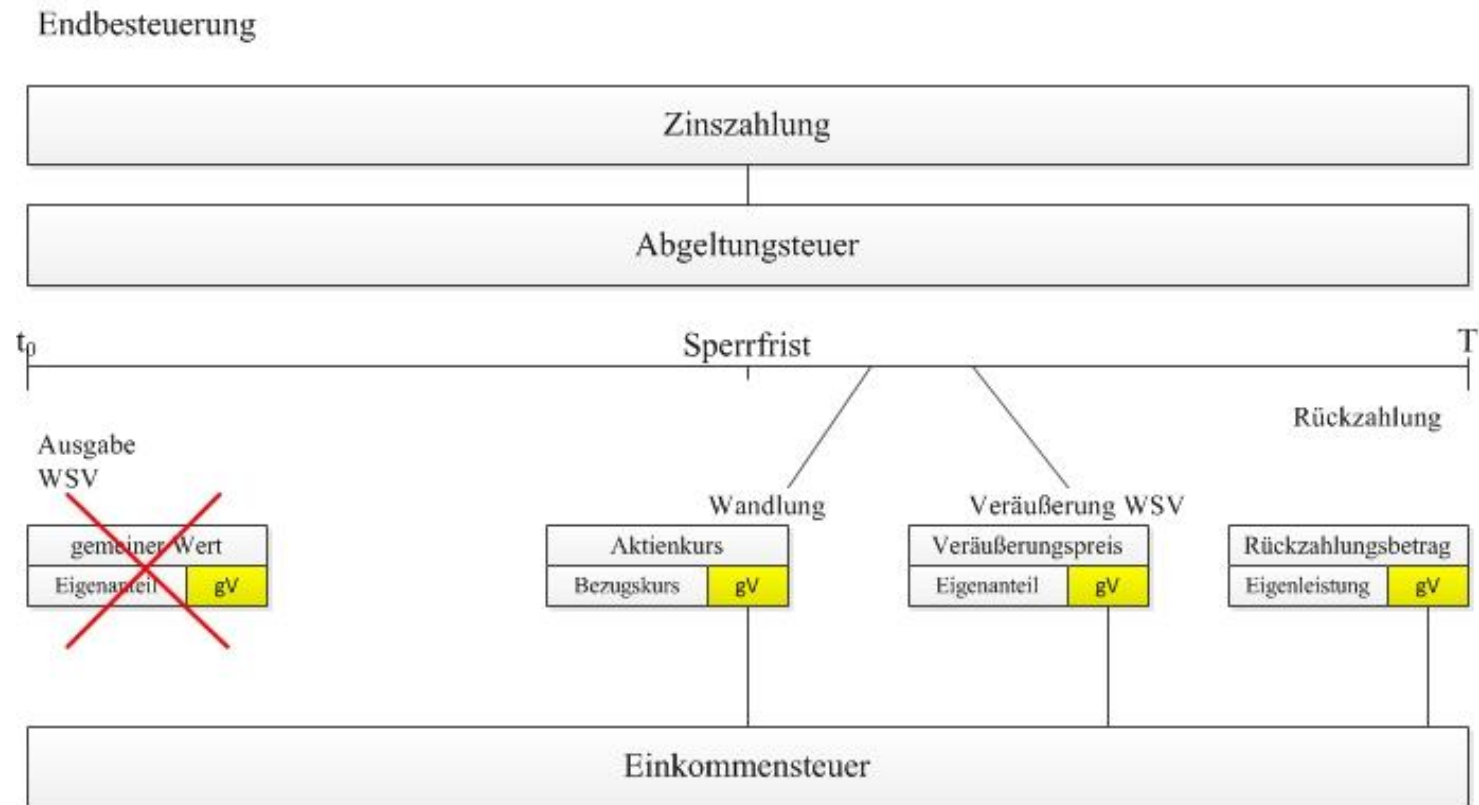 Endbesteuerung
Zinszahlung
Abgeltungsteuer
t₀ Sperrfrist T
Rückzahlung
Ausgabe
WSV
Wandlung Veräußerung WSV
gemeiner Wert Aktienkurs Veräußerungspreis Rückzahlungsbetrag
Eigenanteil gV Bezugskurs gV Eigenanteil gV Eigenleistung gV
Einkommensteuer